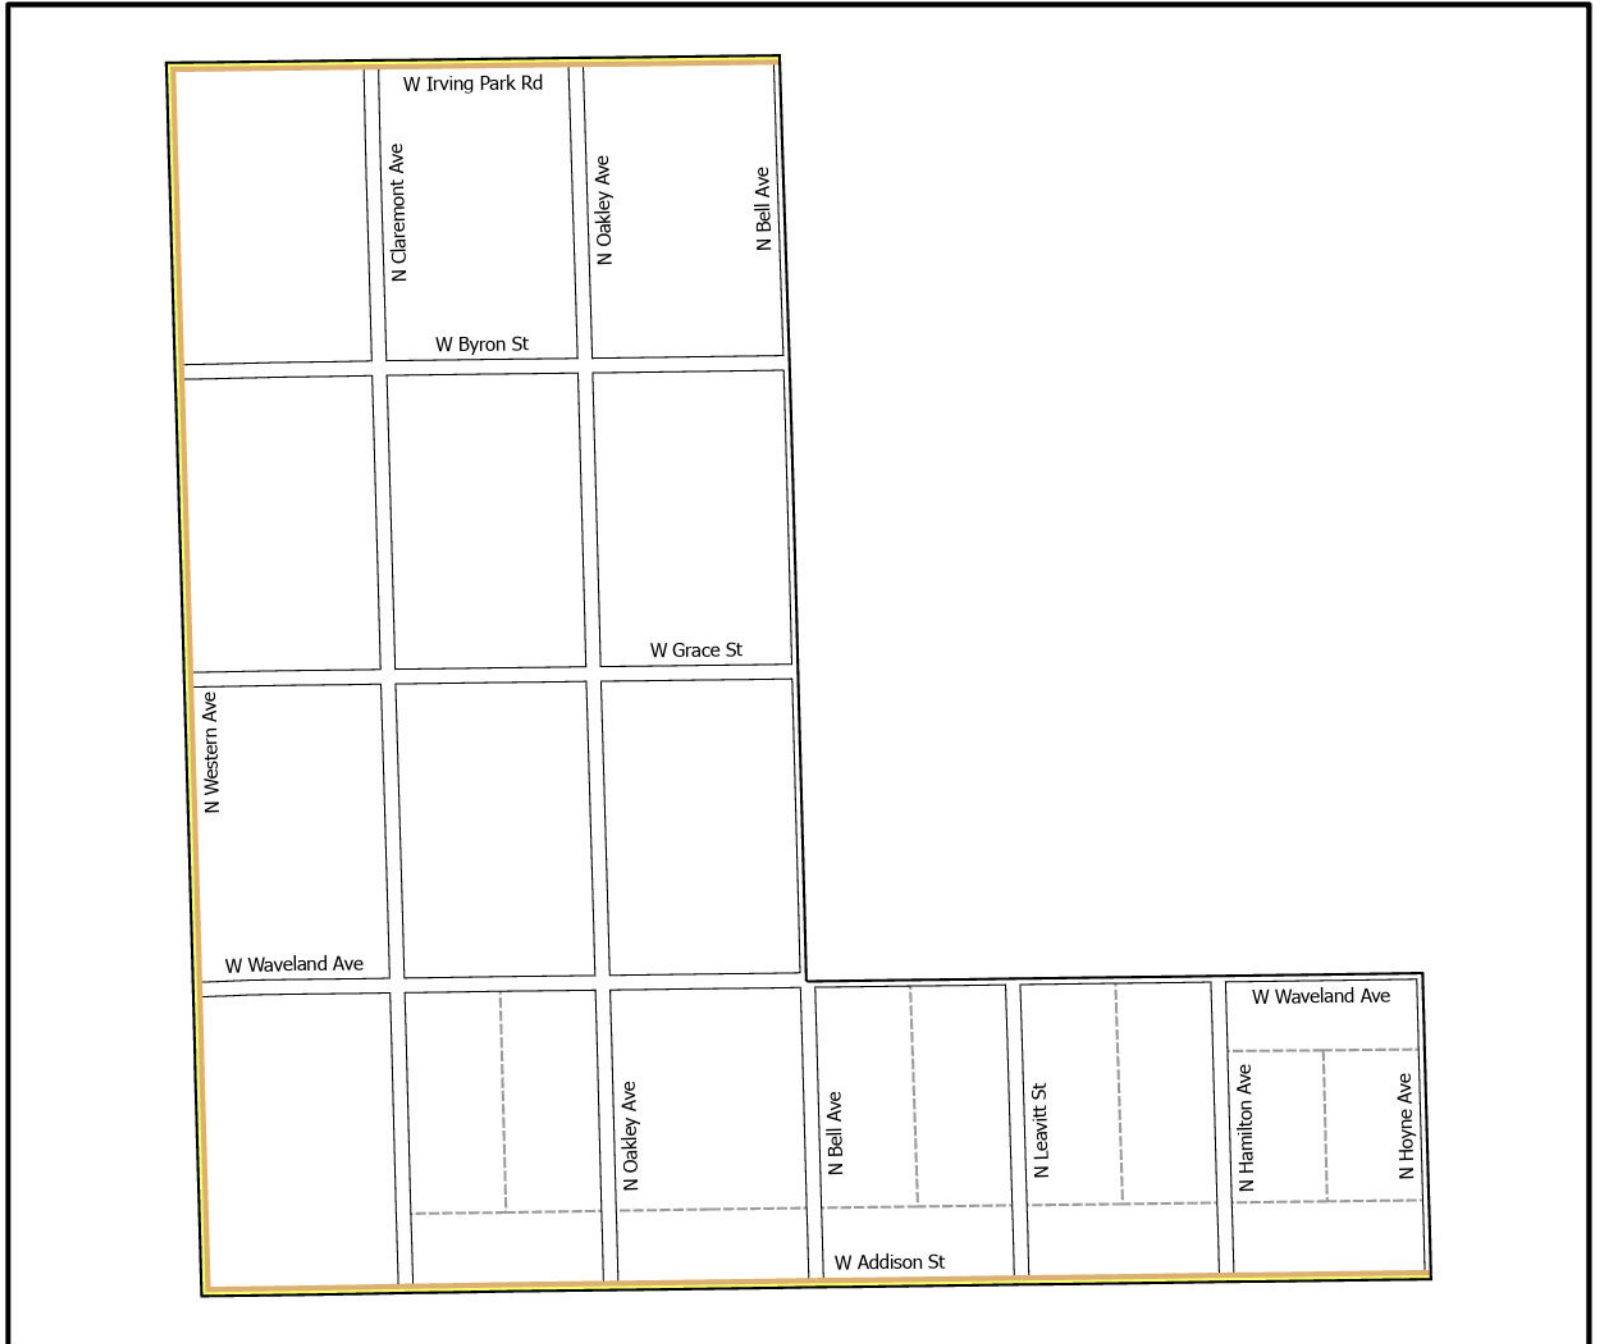 W Irving Park Rd
N Claremont Ave
N Oakley Ave
N Bell Ave
W Byron St
W Grace St
N Western Ave
W Waveland Ave
W Waveland Ave
N Oakley Ave
N Bell Ave
N Leavitt St
N Hamilton Ave
N Hoyne Ave
W Addison St